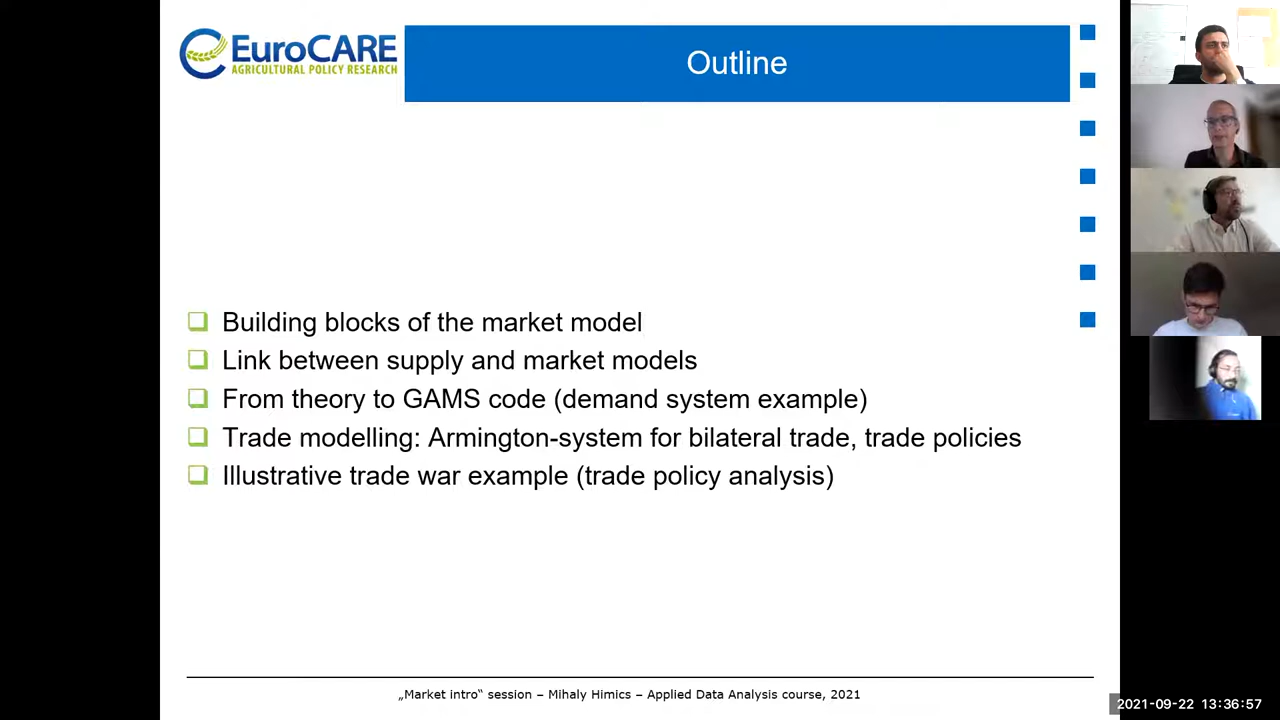 EuroCARE
AGRICULTURAL POLICY RESEARCH
Outline
Building blocks of the market model
Link between supply and market models
From theory to GAMS code (demand system example)
Trade modelling: Armington-system for bilateral trade, trade policies
Illustrative trade war example (trade policy analysis)
„Market intro“ session – Mihaly Himics – Applied Data Analysis course, 2021
2021-09-22 13:36:57